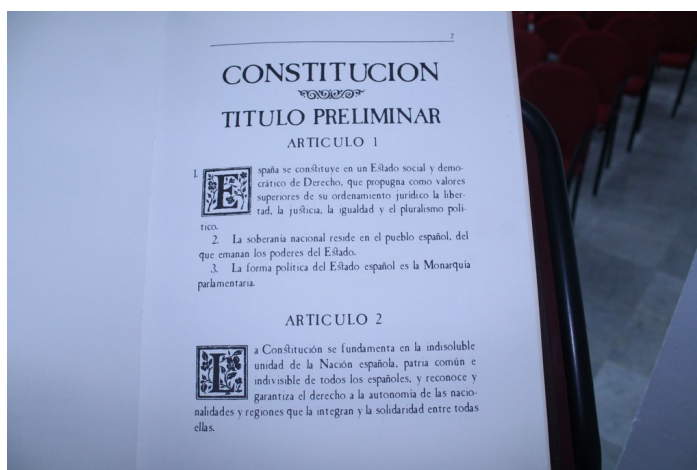 7
CONSTITUCION
TITULO PRELIMINAR
ARTICULO 1
1. España se constituye en un Estado social y demo-
crático de Derecho, que propugna como valores
superiores de su ordenamiento jurídico la liber-
tad, la justicia, la igualdad y el pluralismo polí-
tico.
2. La soberanía nacional reside en el pueblo español, del
que emanan los poderes del Estado.
3. La forma política del Estado español es la Monarquía
parlamentaria.
ARTICULO 2
La Constitución se fundamenta en la indisoluble
unidad de la Nación española, patria común e
indivisible de todos los españoles, y reconoce y
garantiza el derecho a la autonomía de las nacio-
nalidades y regiones que la integran y la solidaridad entre todas
ellas.